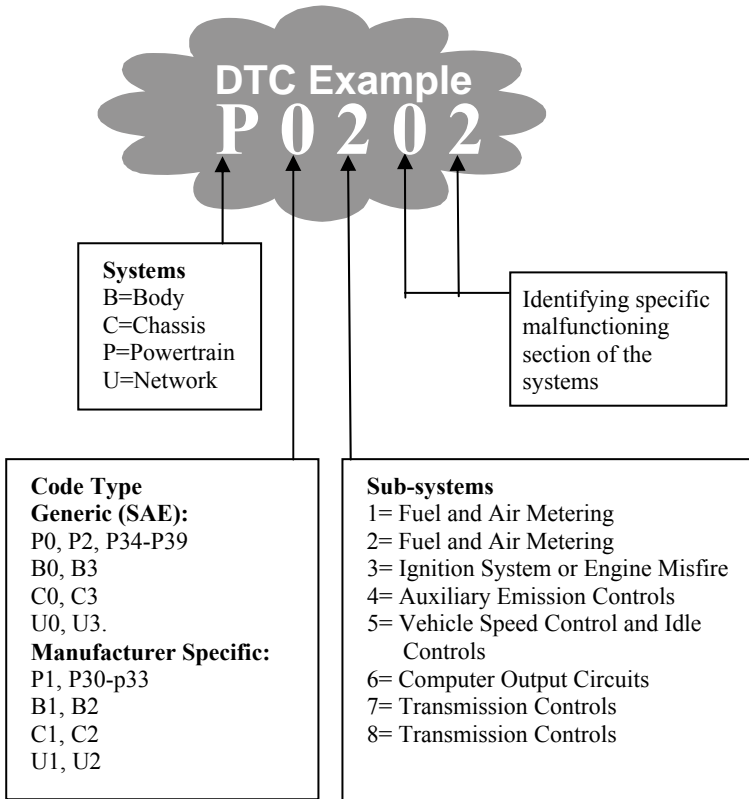 DTC Example
P 0 2 0 2
Systems
B=Body
C=Chassis
P=Powertrain
U=Network
Identifying specific
malfunctioning
section of the
systems
Code Type
Generic (SAE):
P0, P2, P34-P39
B0, B3
C0, C3
U0, U3.
Manufacturer Specific:
P1, P30-p33
B1, B2
C1, C2
U1, U2
Sub-systems
1= Fuel and Air Metering
2= Fuel and Air Metering
3= Ignition System or Engine Misfire
4= Auxiliary Emission Controls
5= Vehicle Speed Control and Idle
Controls
6= Computer Output Circuits
7= Transmission Controls
8= Transmission Controls